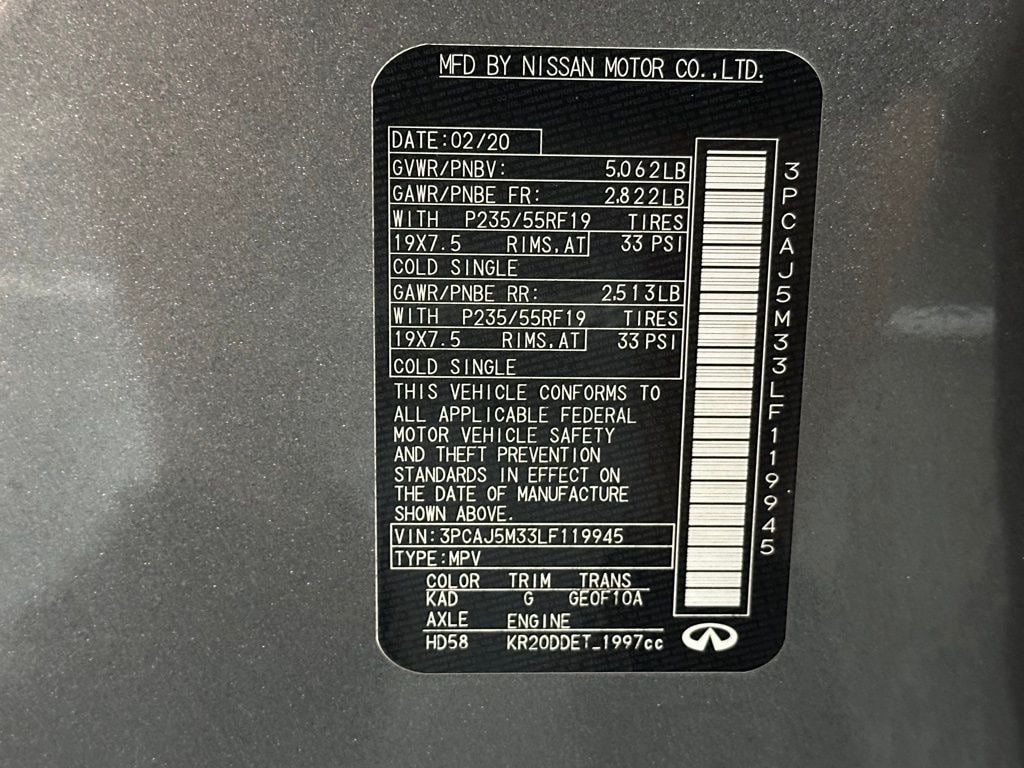 MFD BY NISSAN MOTOR CO.,LTD.
DATE:02/20
GVWR/PNBV: 5,062LB
GAWR/PNBE FR: 2,822LB
WITH P235/55RF19 TIRES
19X7.5 RIMS,AT 33 PSI
COLD SINGLE
GAWR/PNBE RR: 2,513LB
WITH P235/55RF19 TIRES
19X7.5 RIMS,AT 33 PSI
COLD SINGLE
THIS VEHICLE CONFORMS TO
ALL APPLICABLE FEDERAL
MOTOR VEHICLE SAFETY
AND THEFT PREVENTION
STANDARDS IN EFFECT ON
THE DATE OF MANUFACTURE
SHOWN ABOVE.
VIN:3PCAJ5M33LF119945
TYPE:MPV
COLOR TRIM TRANS
KAD G GE0F10A
AXLE ENGINE
HD58 KR20DDET_1997cc
3PCAJ5M33LF119945